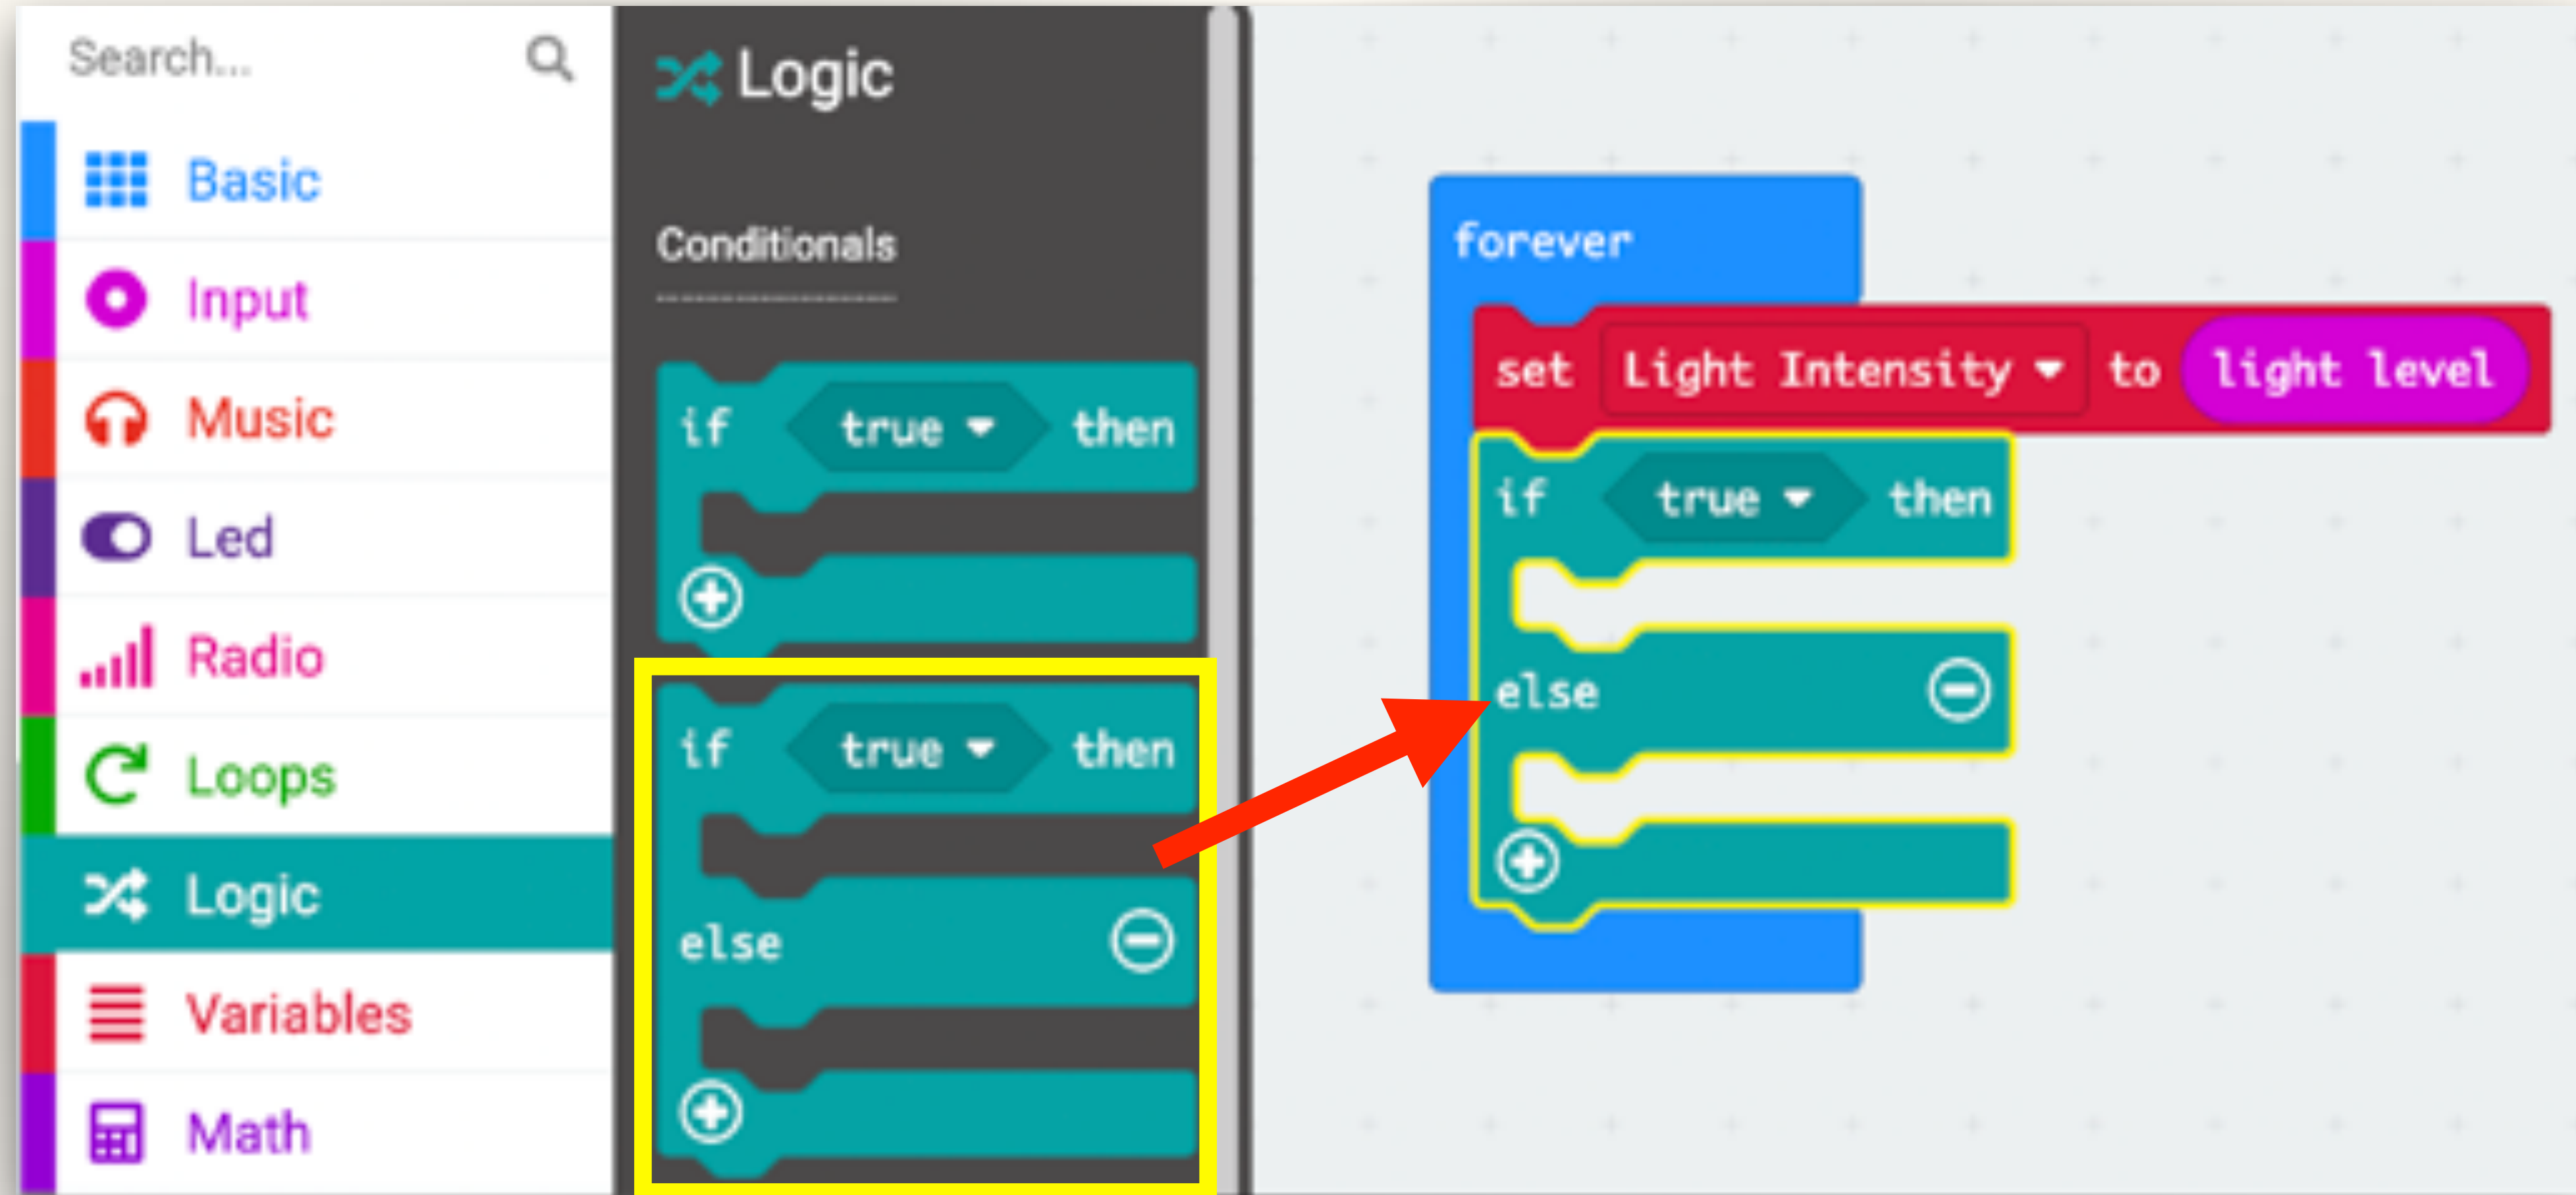 Search...
Basic
Input
Music
Led
Radio
Loops
Logic
Variables
Math
Logic
Conditionals
if true then
if true then
else
forever
set Light Intensity to light level
if true then
else